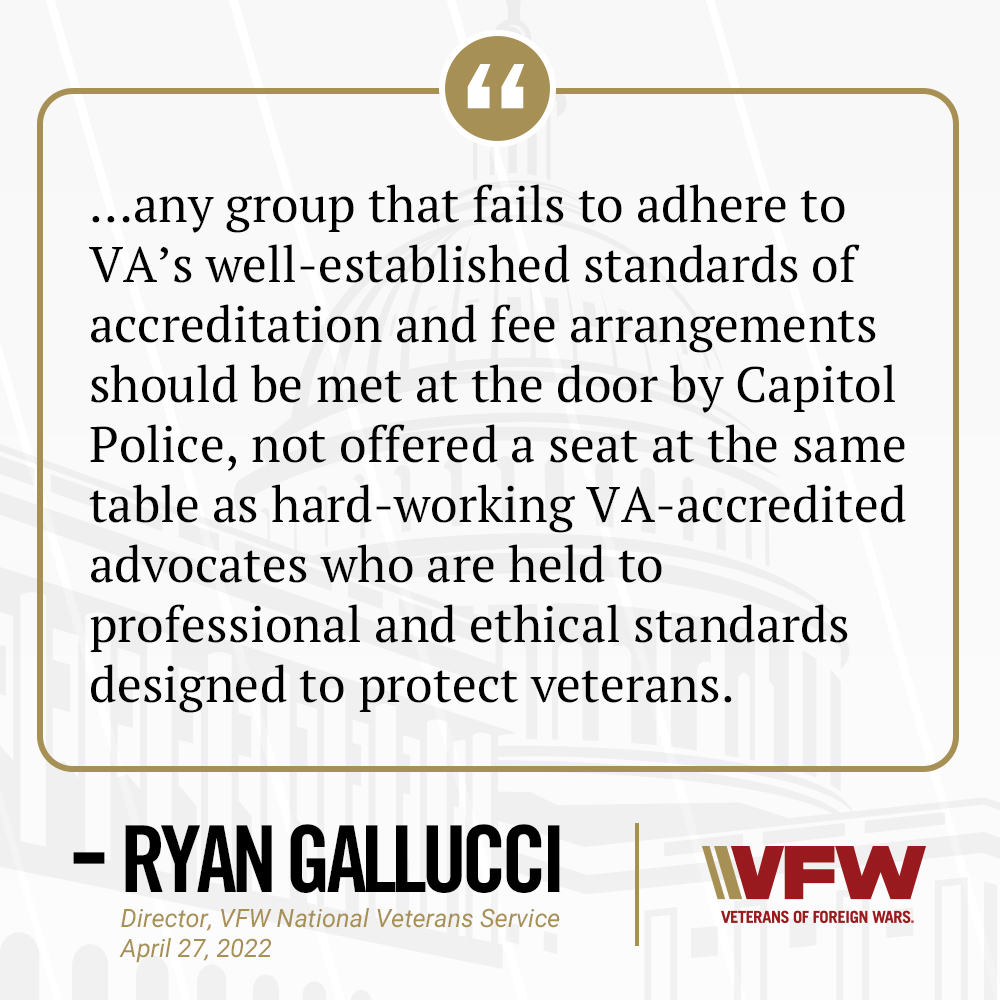 “
...any group that fails to adhere to
VA’s well-established standards of
accreditation and fee arrangements
should be met at the door by Capitol
Police, not offered a seat at the same
table as hard-working VA-accredited
advocates who are held to
professional and ethical standards
designed to protect veterans.
– RYAN GALLUCCI
Director, VFW National Veterans Service
April 27, 2022
VFW
VETERANS OF FOREIGN WARS.